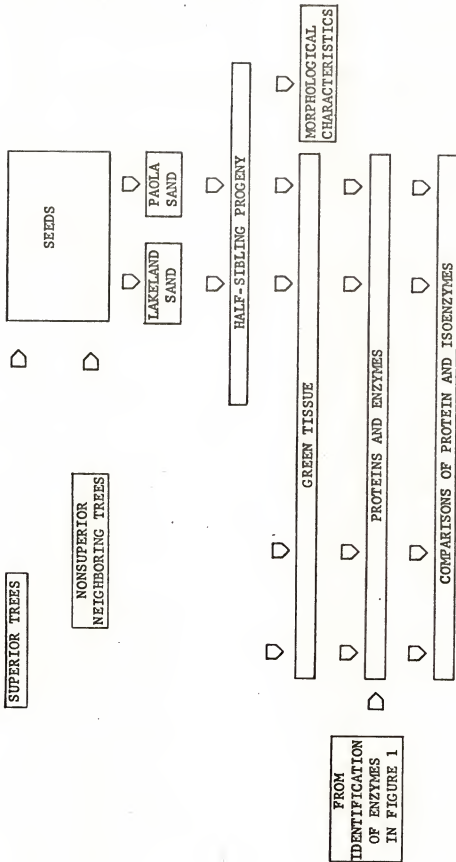 SUPERIOR TREES
NONSUPERIOR
NEIGHBORING TREES
SEEDS
LAKELAND
SAND
PAOLA
SAND
HALF-SIBLING PROGENY
GREEN TISSUE
MORPHOLOGICAL
CHARACTERISTICS
FROM
IDENTIFICATION
OF ENZYMES
IN FIGURE 1
PROTEINS AND ENZYMES
COMPARISONS OF PROTEIN AND ISOENZYMES